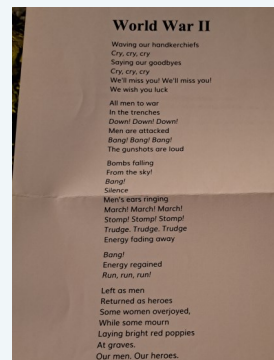 World War II
Waving our handkerchiefs
Cry, cry, cry
Saying our goodbyes
Cry, cry, cry
We'll miss you! We'll miss you!
We wish you luck
All men to war
In the trenches
Down! Down! Down!
Men are attacked
Bang! Bang! Bang!
The gunshots are loud
Bombs falling
From the sky!
Bang!
Silence
Men's ears ringing
March! March! March!
Stomp! Stomp! Stomp!
Trudge. Trudge. Trudge
Energy fading away
Bang!
Energy regained
Run, run, run!
Left as men
Returned as heroes
Some women overjoyed,
While some mourn
Laying bright red poppies
At graves.
Our men. Our heroes.